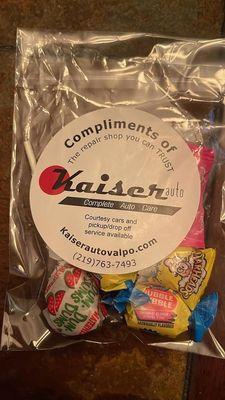 Compliments of
The repair shop you can TRUST
Kaiser auto
Complete Auto Care
Courtesy cars and
pickup/drop off
service available
Kaiserautovalpo.com
(219)763-7493
DUBBLE
BUBBLE